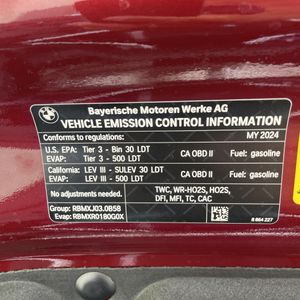 BMW
Bayerische Motoren Werke AG
VEHICLE EMISSION CONTROL INFORMATION
Conforms to regulations: MY 2024
U.S. EPA: Tier 3 - Bin 30 LDT CA OBD II Fuel: gasoline
EVAP: Tier 3 - 500 LDT
California: LEV III - SULEV 30 LDT CA OBD II Fuel: gasoline
EVAP: LEV III - 500 LDT
No adjustments needed. TWC, WR-HO2S, HO2S,
DFI, MFI, TC, CAC
Group: RBMXJ03.0B58
Evap: RBMXR0180G0X
8 864 227